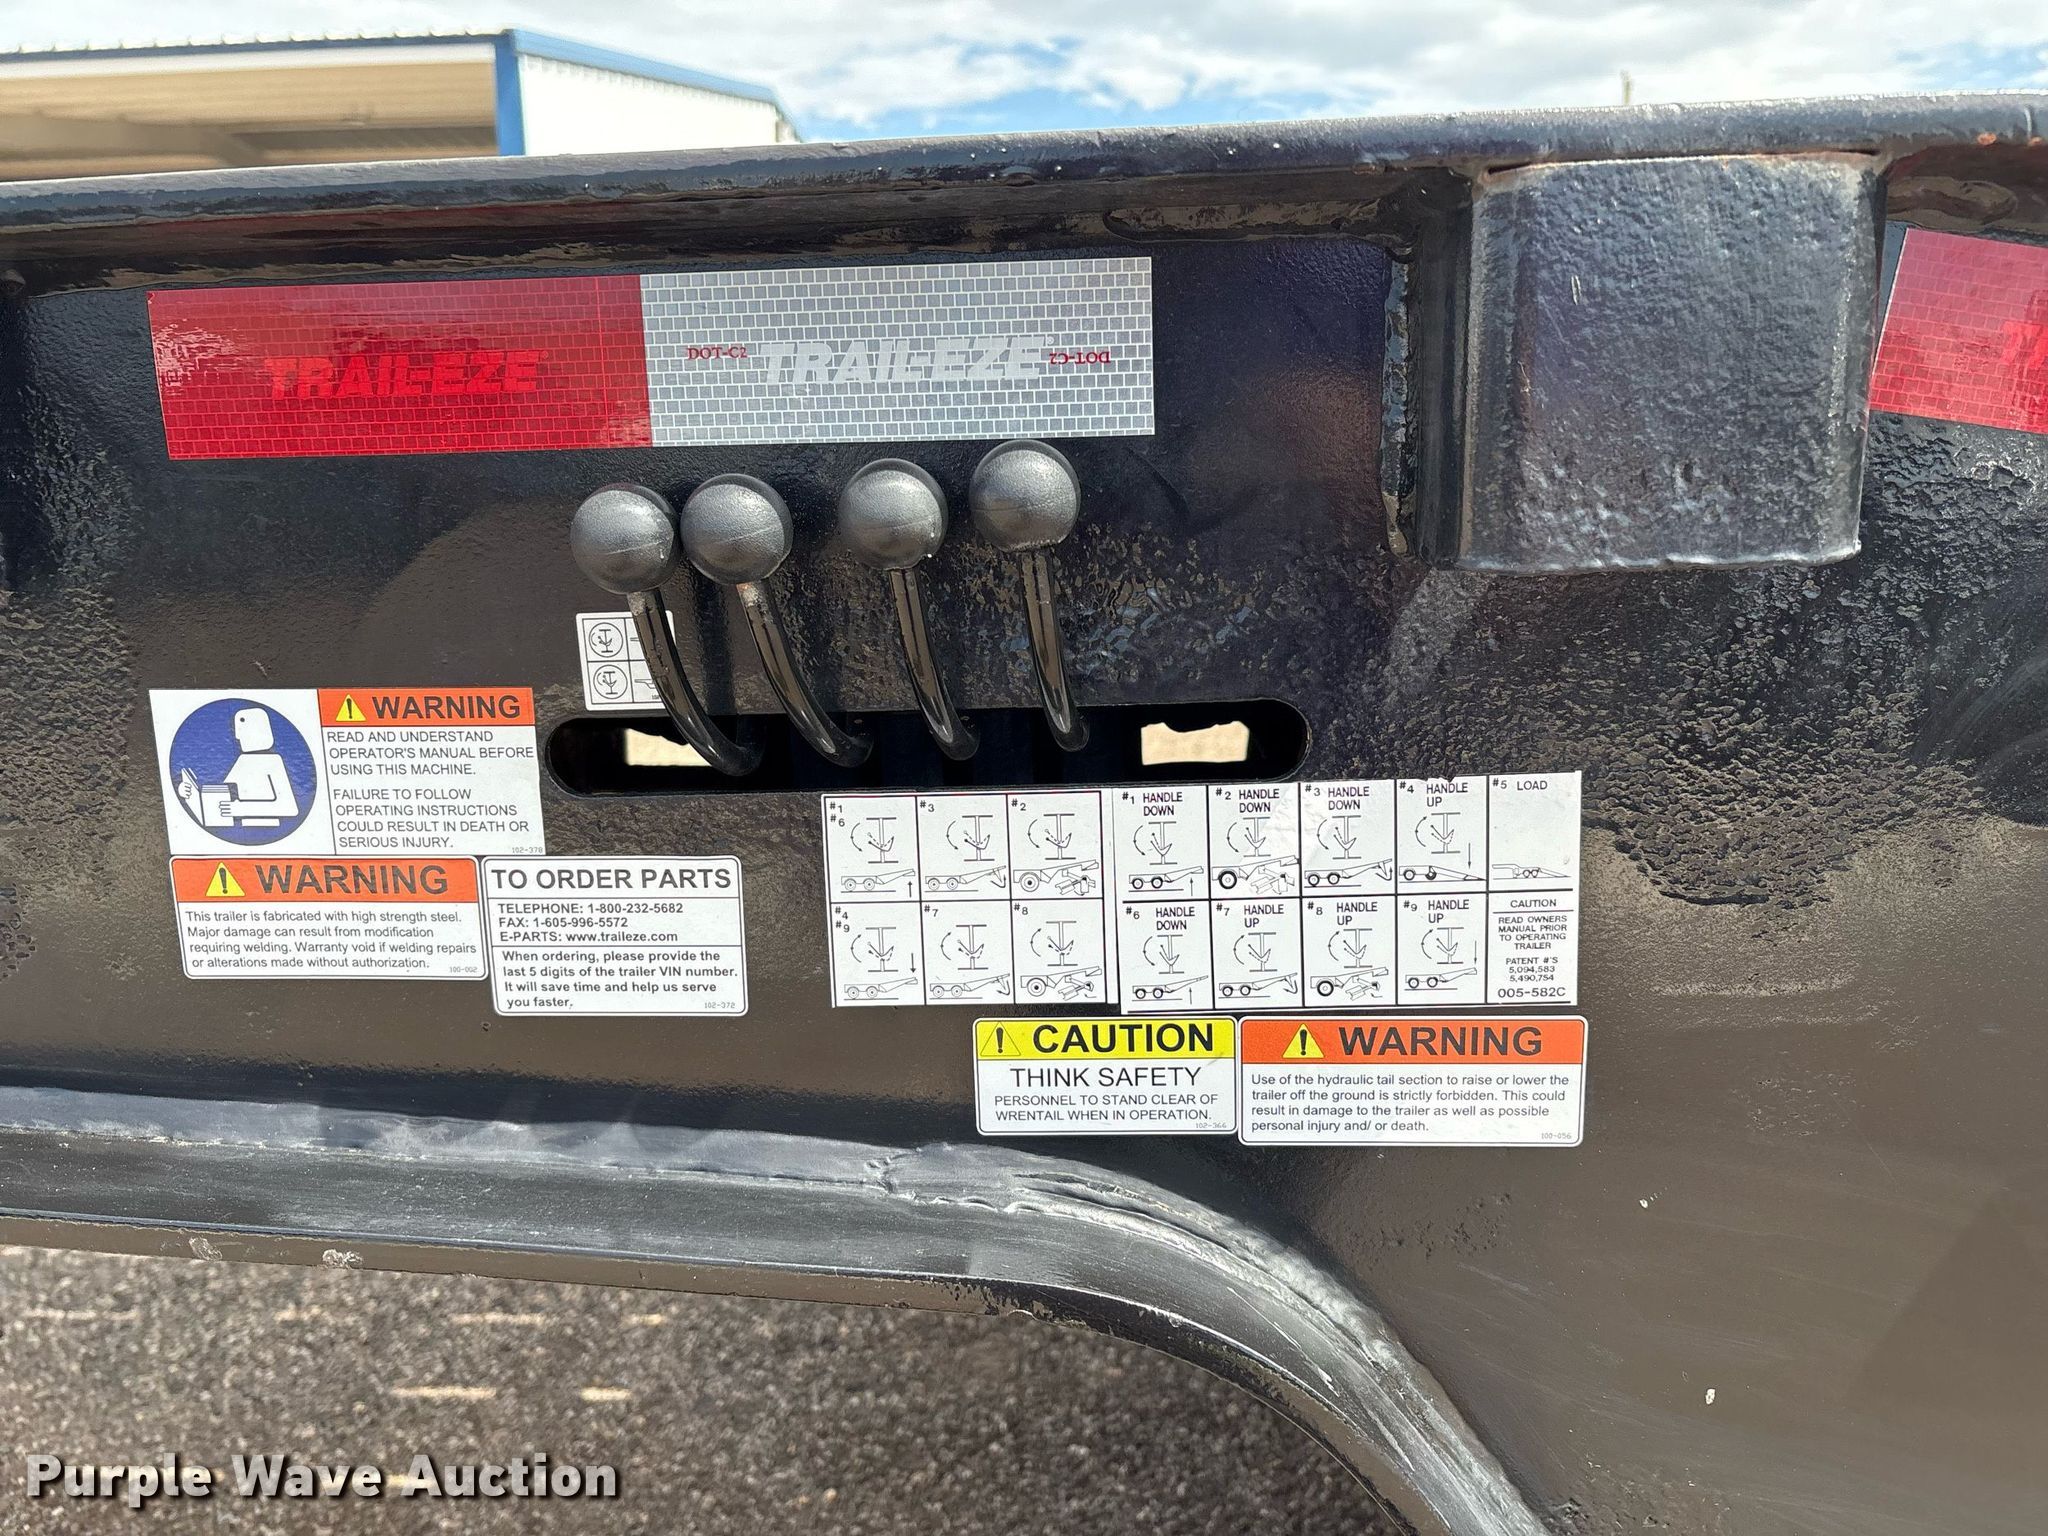 TRAIL-EZE®
DOT-C2 TRAIL-EZE® DOT-C2
WARNING
READ AND UNDERSTAND
OPERATOR'S MANUAL BEFORE
USING THIS MACHINE.
FAILURE TO FOLLOW
OPERATING INSTRUCTIONS
COULD RESULT IN DEATH OR
SERIOUS INJURY.
102-378
WARNING
This trailer is fabricated with high strength steel.
Major damage can result from modification
requiring welding. Warranty void if welding repairs
or alterations made without authorization.
100-002
TO ORDER PARTS
TELEPHONE: 1-800-232-5682
FAX: 1-605-996-5572
E-PARTS: www.traileze.com
When ordering, please provide the
last 5 digits of the trailer VIN number.
It will save time and help us serve
you faster.
102-372
#1
#6
#3
#2
#4
#9
#7
#8
#1 HANDLE
DOWN
#2 HANDLE
DOWN
#3 HANDLE
DOWN
#4 HANDLE
UP
#5 LOAD
#6 HANDLE
DOWN
#7 HANDLE
UP
#8 HANDLE
UP
#9 HANDLE
UP
CAUTION
READ OWNERS
MANUAL PRIOR
TO OPERATING
TRAILER
PATENT #'S
5,094,583
5,490,754
005-582C
CAUTION
THINK SAFETY
PERSONNEL TO STAND CLEAR OF
WRENTAIL WHEN IN OPERATION.
102-366
WARNING
Use of the hydraulic tail section to raise or lower the
trailer off the ground is strictly forbidden. This could
result in damage to the trailer as well as possible
personal injury and/ or death.
100-056
Purple Wave Auction